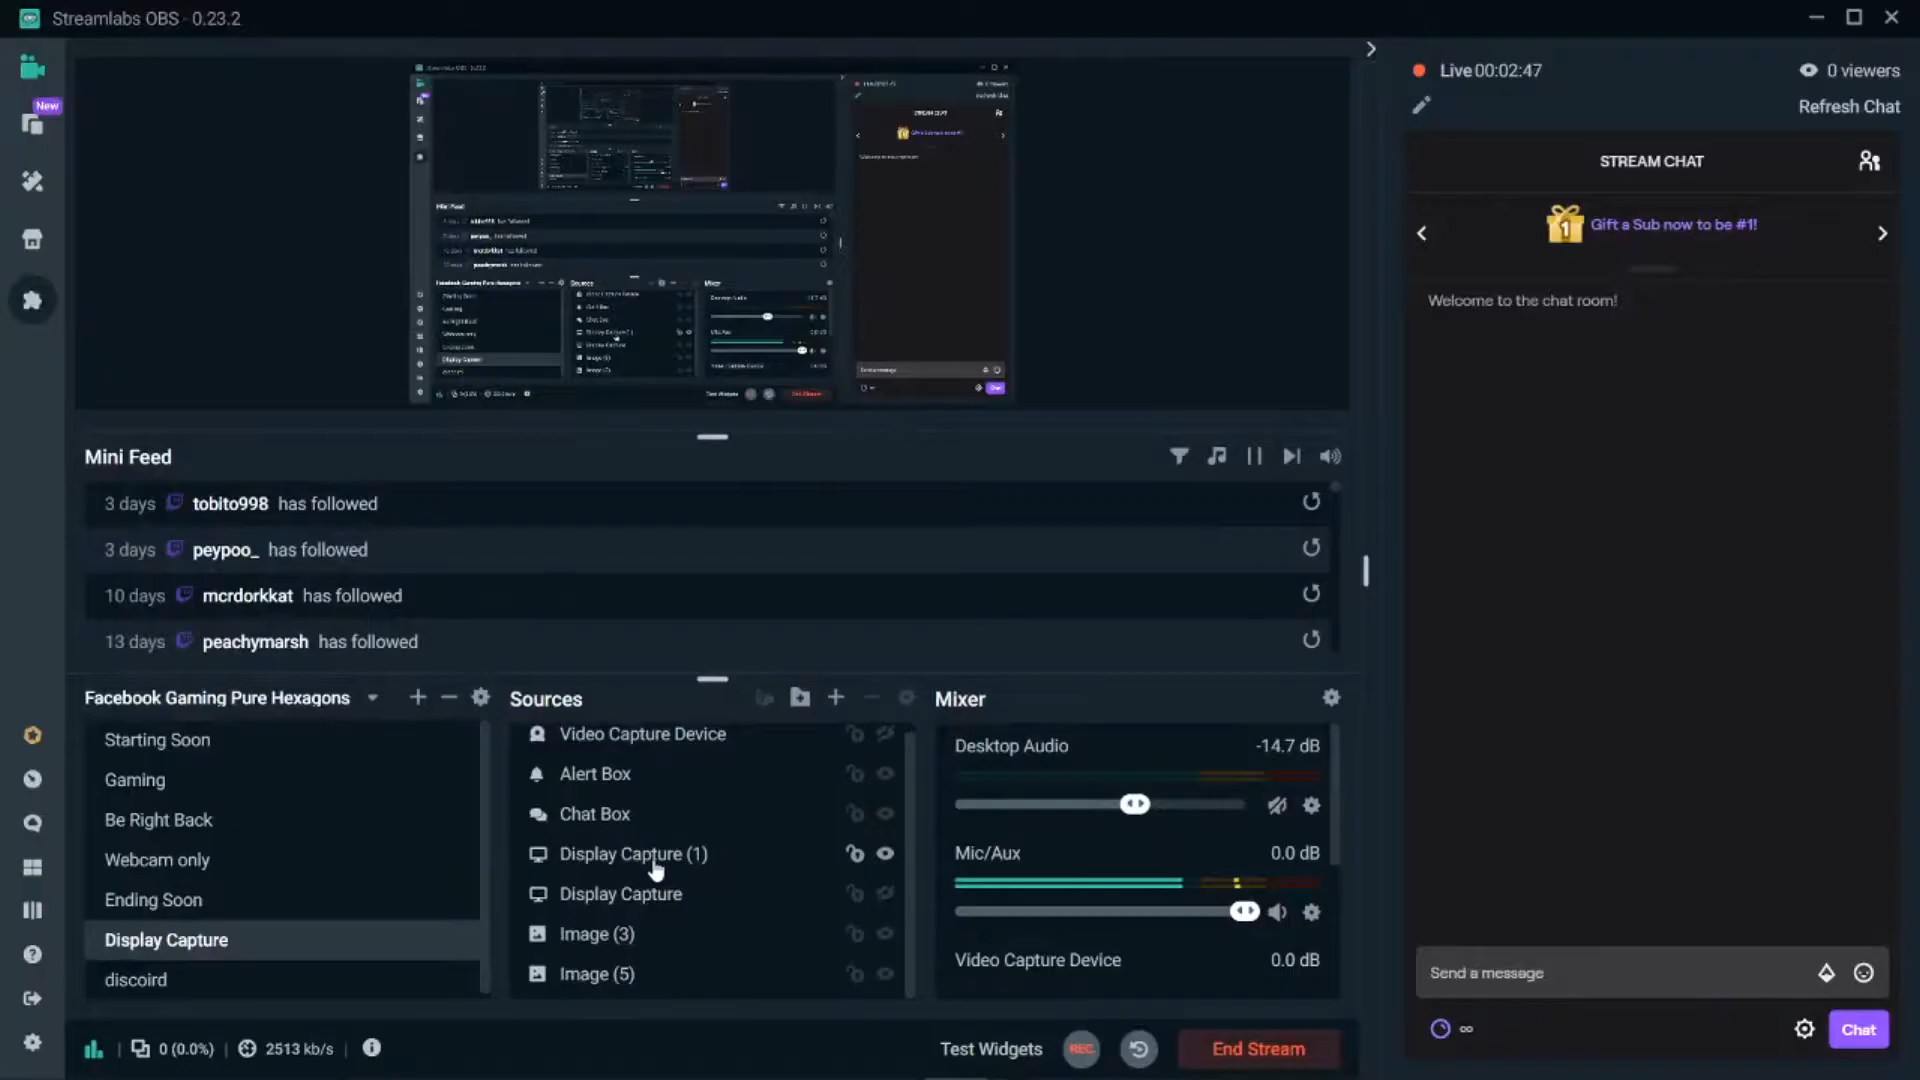 Streamlabs OBS - 0.23.2
New
Live 00:02:47
0 viewers
Refresh Chat
STREAM CHAT
1
Gift a Sub now to be #1!
Welcome to the chat room!
Mini Feed
3 days tobito998 has followed
3 days peypoo_ has followed
10 days mcrdorkkat has followed
13 days peachymarsh has followed
Facebook Gaming Pure Hexagons
Starting Soon
Gaming
Be Right Back
Webcam only
Ending Soon
Display Capture
discoird
Sources
Video Capture Device
Alert Box
Chat Box
Display Capture (1)
Display Capture
Image (3)
Image (5)
Mixer
Desktop Audio -14.7 dB
Mic/Aux 0.0 dB
Video Capture Device 0.0 dB
Send a message
Chat
0 (0.0%)
2513 kb/s
Test Widgets
REC
End Stream